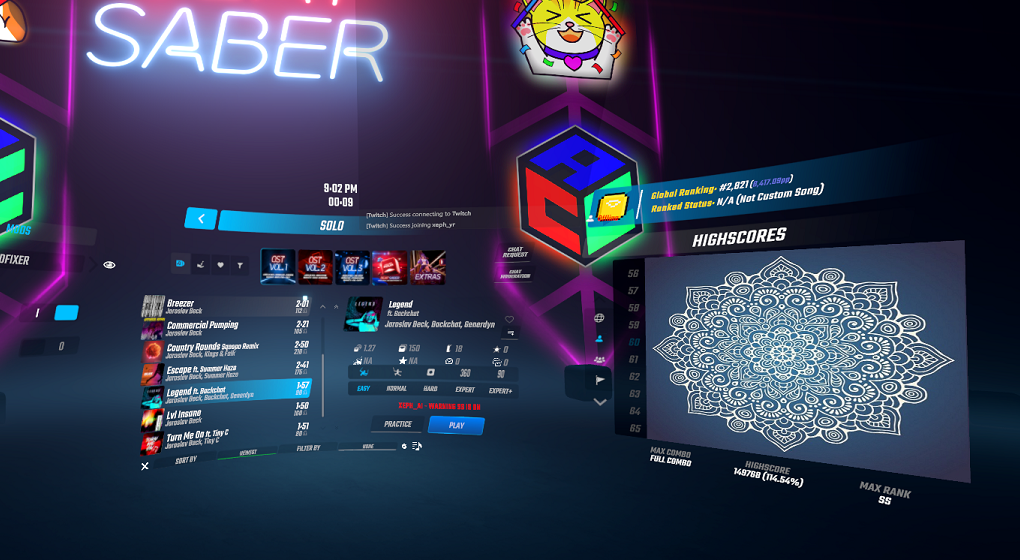 SABER
9:02 PM
00:09
SOLO
[Twitch] Success connecting to Twitch
[Twitch] Success joining seph_yr
MODS
OFIXER
0
OST VOL.1
OST VOL.2
OST VOL.3
EXTRAS
CHAT REQUEST
Breezer
Jaroslav Beck
2:01
Commercial Pumping
Jaroslav Beck
2:21
Country Rounds Sqeepo Remix
Jaroslav Beck, Kings & Folk
2:50
Escape ft. Summer Haze
Jaroslav Beck, Summer Haze
2:41
Legend ft. Backchat
Jaroslav Beck, Backchat, Generdyn
1:57
Lvl Insane
Jaroslav Beck
1:50
Turn Me On ft. Tiny C
Jaroslav Beck, Tiny C
1:51
SORT BY
NEWEST
FILTER BY
NONE
LEGEND
Legend
ft. Backchat
Jaroslav Beck, Backchat, Generdyn
1.27
150
18
0
NA
NA
0
0
360
90
EASY
NORMAL
HARD
EXPERT
EXPERT+
PRACTICE
PLAY
A
C
Global Ranking: #2,821 (6,417.09pp)
Ranked Status: N/A (Not Custom Song)
HIGHSCORES
56
57
58
59
60
61
62
63
64
65
MAX COMBO
FULL COMBO
HIGHSCORE
149768 (114.54%)
MAX RANK
SS